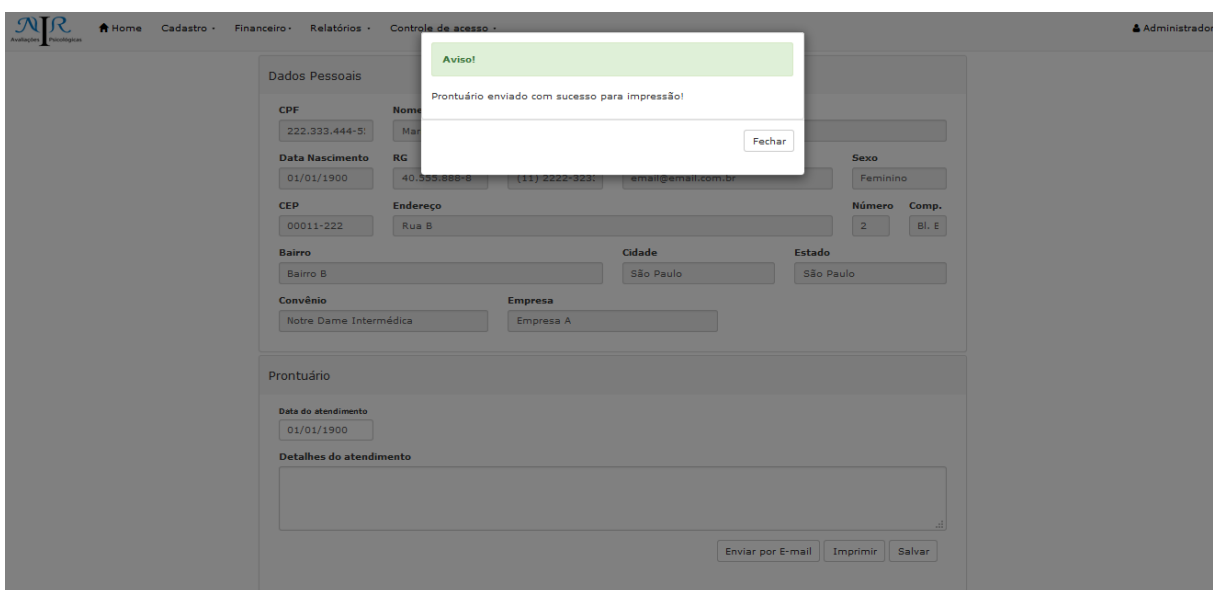 NIR
Avaliações Psicológicas
Home Cadastro Financeiro Relatórios Controle de acesso Administrador
Aviso!
Prontuário enviado com sucesso para impressão!
Fechar
Dados Pessoais
CPF
222.333.444-5
Data Nascimento RG Sexo
01/01/1900 40.555.888-8 (11) 2222-323 email@email.com.br Feminino
CEP Endereço Número Comp.
00011-222 Rua B 2 Bl. E
Bairro Cidade Estado
Bairro B São Paulo São Paulo
Convênio Empresa
Notre Dame Intermédica Empresa A
Prontuário
Data do atendimento
01/01/1900
Detalhes do atendimento
Enviar por E-mail Imprimir Salvar